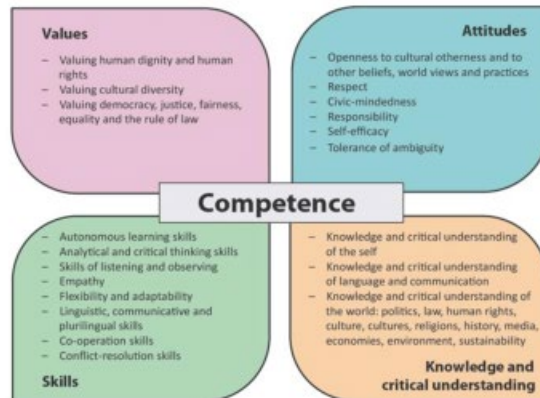 Values
– Valuing human dignity and human
rights
– Valuing cultural diversity
– Valuing democracy, justice, fairness,
equality and the rule of law
Attitudes
– Openness to cultural otherness and to
other beliefs, world views and practices
– Respect
– Civic-mindedness
– Responsibility
– Self-efficacy
– Tolerance of ambiguity
Competence
– Autonomous learning skills
– Analytical and critical thinking skills
– Skills of listening and observing
– Empathy
– Flexibility and adaptability
– Linguistic, communicative and
plurilingual skills
– Co-operation skills
– Conflict-resolution skills
Skills
– Knowledge and critical understanding
of the self
– Knowledge and critical understanding
of language and communication
– Knowledge and critical understanding of
the world: politics, law, human rights,
culture, cultures, religions, history, media,
economies, environment, sustainability
Knowledge and
critical understanding